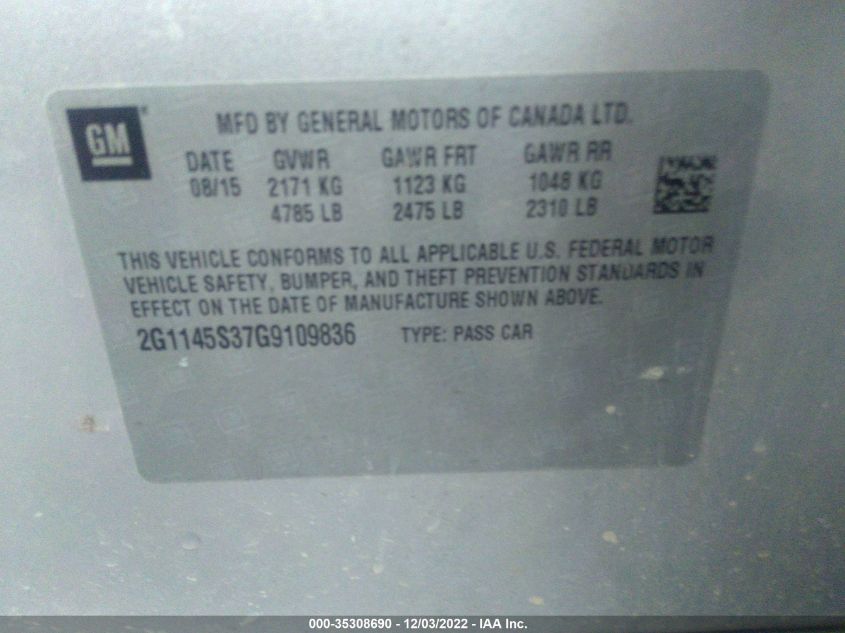 GM
MFD BY GENERAL MOTORS OF CANADA LTD.
DATE GVWR GAWR FRT GAWR RR
08/15 2171 KG 1123 KG 1048 KG
4785 LB 2475 LB 2310 LB
THIS VEHICLE CONFORMS TO ALL APPLICABLE U.S. FEDERAL MOTOR
VEHICLE SAFETY, BUMPER, AND THEFT PREVENTION STANDARDS IN
EFFECT ON THE DATE OF MANUFACTURE SHOWN ABOVE.
2G1145S37G9109836 TYPE: PASS CAR
000-35308690 - 12/03/2022 - IAA Inc.